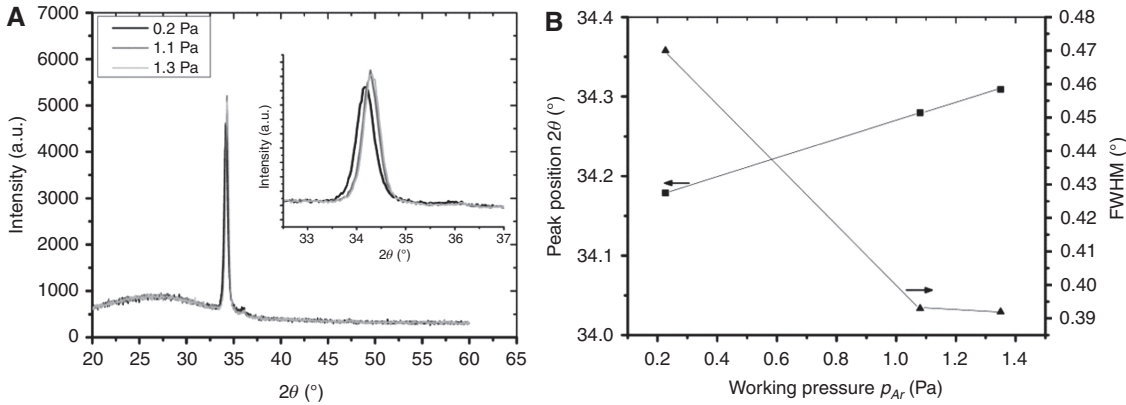 A
7000
6000
5000
4000
3000
2000
1000
0
Intensity (a.u.)
20 25 30 35 40 45 50 55 60 65
2θ (°)
0.2 Pa
1.1 Pa
1.3 Pa
Intensity (a.u.)
33 34 35 36 37
2θ (°)
B
34.4
34.3
34.2
34.1
34.0
Peak position 2θ (°)
0.48
0.47
0.46
0.45
0.44
0.43
0.42
0.41
0.40
0.39
FWHM (°)
0.2 0.4 0.6 0.8 1.0 1.2 1.4
Working pressure pAr (Pa)